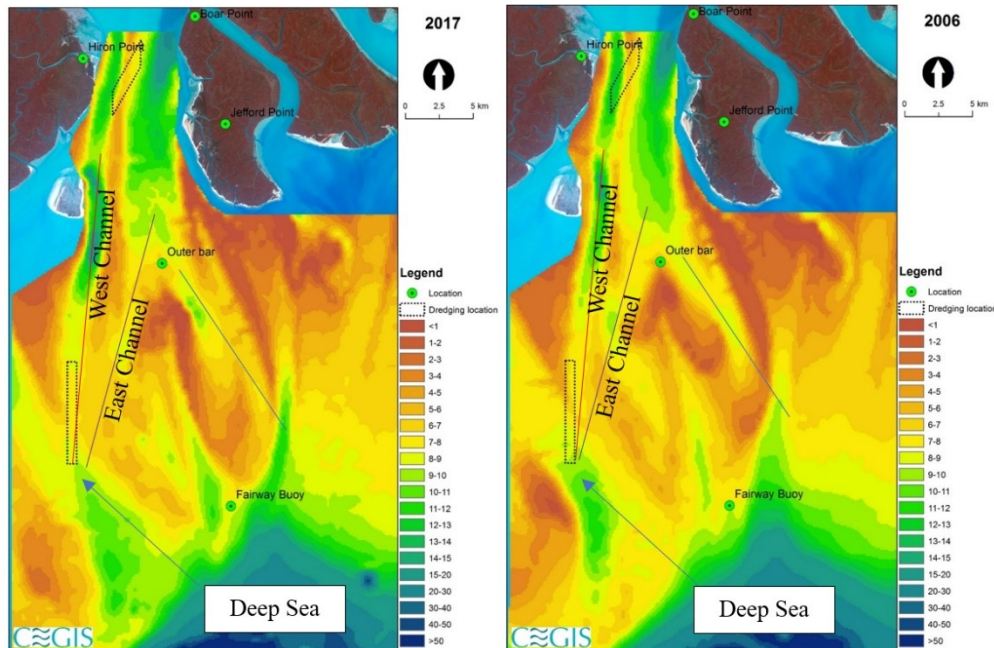 Boar Point
2017
Hiron Point
Jefford Point
0 2.5 5 km
West Channel
East Channel
Outer bar
Fairway Buoy
Deep Sea
CEGIS
Legend
Location
Dredging location
<1
1-2
2-3
3-4
4-5
5-6
6-7
7-8
8-9
9-10
10-11
11-12
12-13
13-14
14-15
15-20
20-30
30-40
40-50
>50
Boar Point
2006
Hiron Point
Jefford Point
0 2.5 5 km
West Channel
East Channel
Outer bar
Fairway Buoy
Deep Sea
CEGIS
Legend
Location
Dredging location
<1
1-2
2-3
3-4
4-5
5-6
6-7
7-8
8-9
9-10
10-11
11-12
12-13
13-14
14-15
15-20
20-30
30-40
40-50
>50